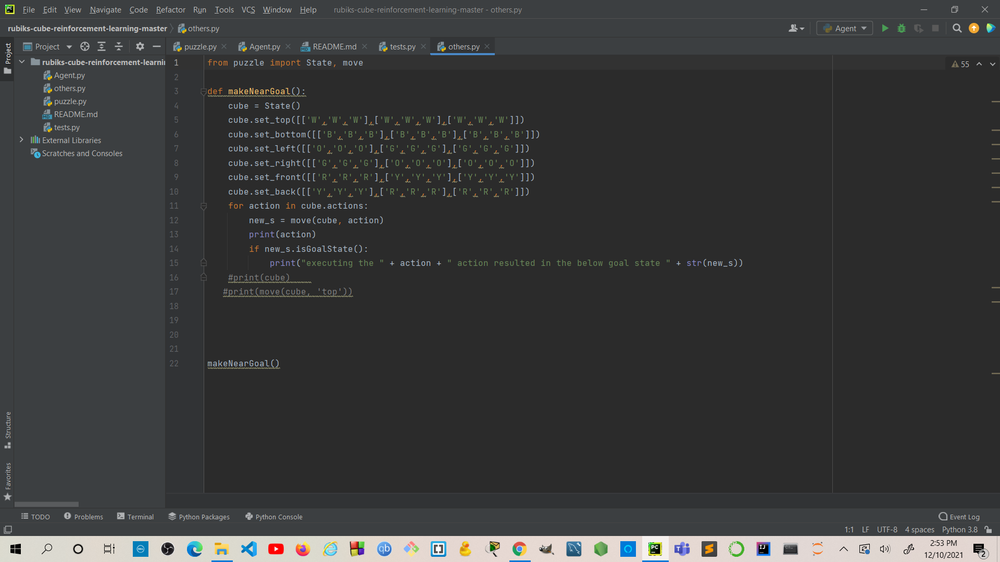 File Edit View Navigate Code Refactor Run Tools VCS Window Help rubiks-cube-reinforcement-learning-master - others.py
rubiks-cube-reinforcement-learning-master others.py Agent
Project puzzle.py Agent.py README.md tests.py others.py
Project
rubiks-cube-reinforcement-learnin
Agent.py
others.py
puzzle.py
README.md
tests.py
External Libraries
Scratches and Consoles
55
1 from puzzle import State, move
2
3 def makeNearGoal():
4 cube = State()
5 cube.set_top([['W','W','W'],['W','W','W'],['W','W','W']])
6 cube.set_bottom([['B','B','B'],['B','B','B'],['B','B','B']])
7 cube.set_left([['O','O','O'],['G','G','G'],['G','G','G']])
8 cube.set_right([['G','G','G'],['O','O','O'],['O','O','O']])
9 cube.set_front([['R','R','R'],['Y','Y','Y'],['Y','Y','Y']])
10 cube.set_back([['Y','Y','Y'],['R','R','R'],['R','R','R']])
11 for action in cube.actions:
12 new_s = move(cube, action)
13 print(action)
14 if new_s.isGoalState():
15 print("executing the " + action + " action resulted in the below goal state " + str(new_s))
16 #print(cube)
17 #print(move(cube, 'top'))
18
19
20
21
22 makeNearGoal()
Structure
Favorites
TODO Problems Terminal Python Packages Python Console Event Log
1:1 LF UTF-8 4 spaces Python 3.8
2:53 PM
12/10/2021
2